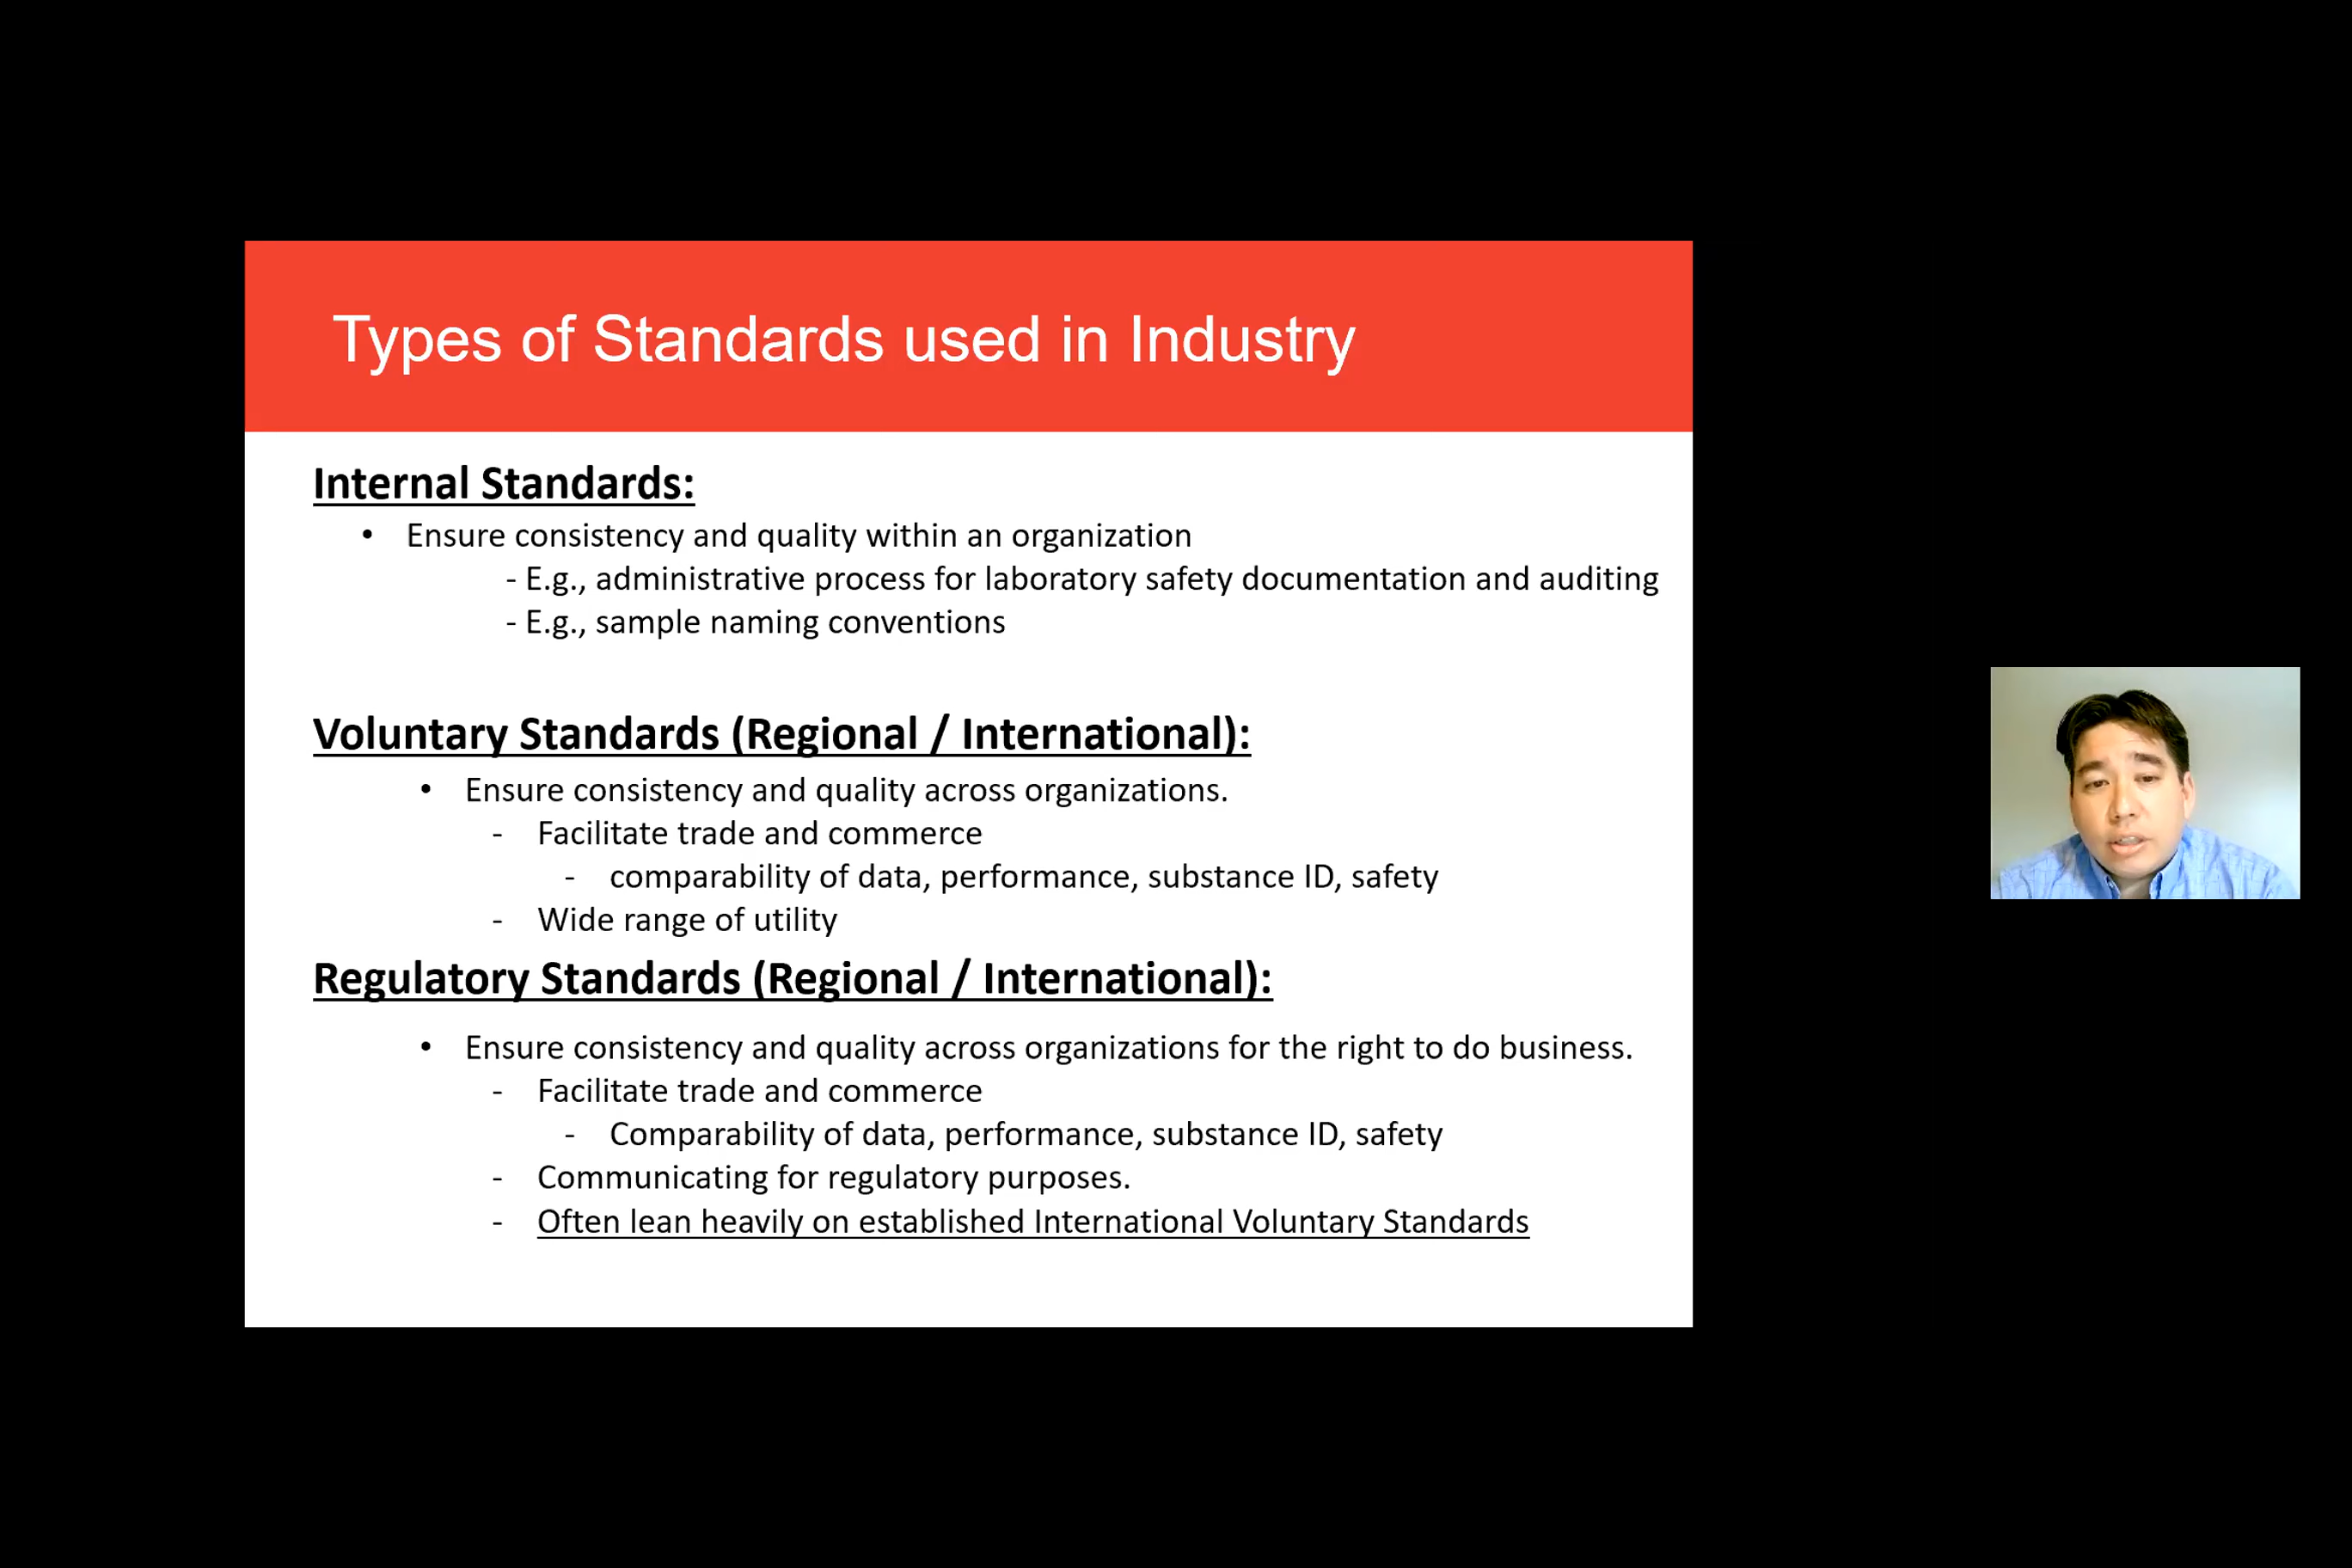 Types of Standards used in Industry
Internal Standards:
• Ensure consistency and quality within an organization
- E.g., administrative process for laboratory safety documentation and auditing
- E.g., sample naming conventions
Voluntary Standards (Regional / International):
• Ensure consistency and quality across organizations.
- Facilitate trade and commerce
- comparability of data, performance, substance ID, safety
- Wide range of utility
Regulatory Standards (Regional / International):
• Ensure consistency and quality across organizations for the right to do business.
- Facilitate trade and commerce
- Comparability of data, performance, substance ID, safety
- Communicating for regulatory purposes.
- Often lean heavily on established International Voluntary Standards